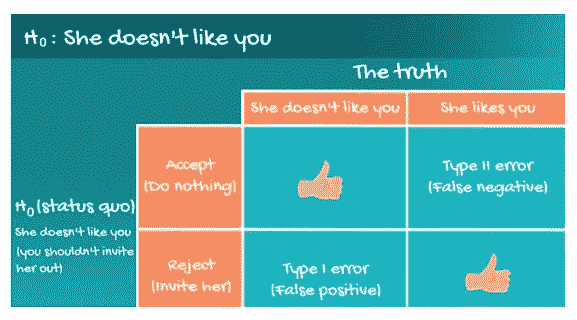 H₀ : She doesn't like you
The truth
She doesn't like you
She likes you
Accept
(Do nothing)
Type II error
(False negative)
H₀ (status quo)
She doesn't like you
(you shouldn't invite
her out)
Reject
(Invite her)
Type I error
(False positive)